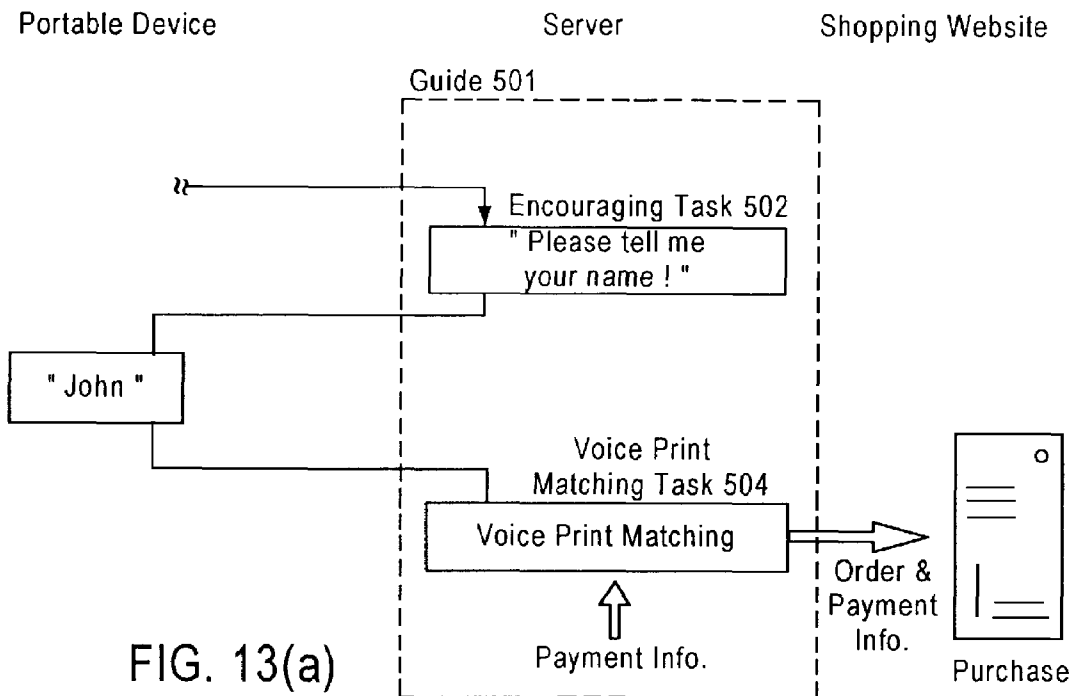 Portable Device
Server
Shopping Website
Guide 501
Encouraging Task 502
" Please tell me
your name ! "
" John "
Voice Print
Matching Task 504
Voice Print Matching
Order &
Payment
Info.
Payment Info.
Purchase
FIG. 13(a)